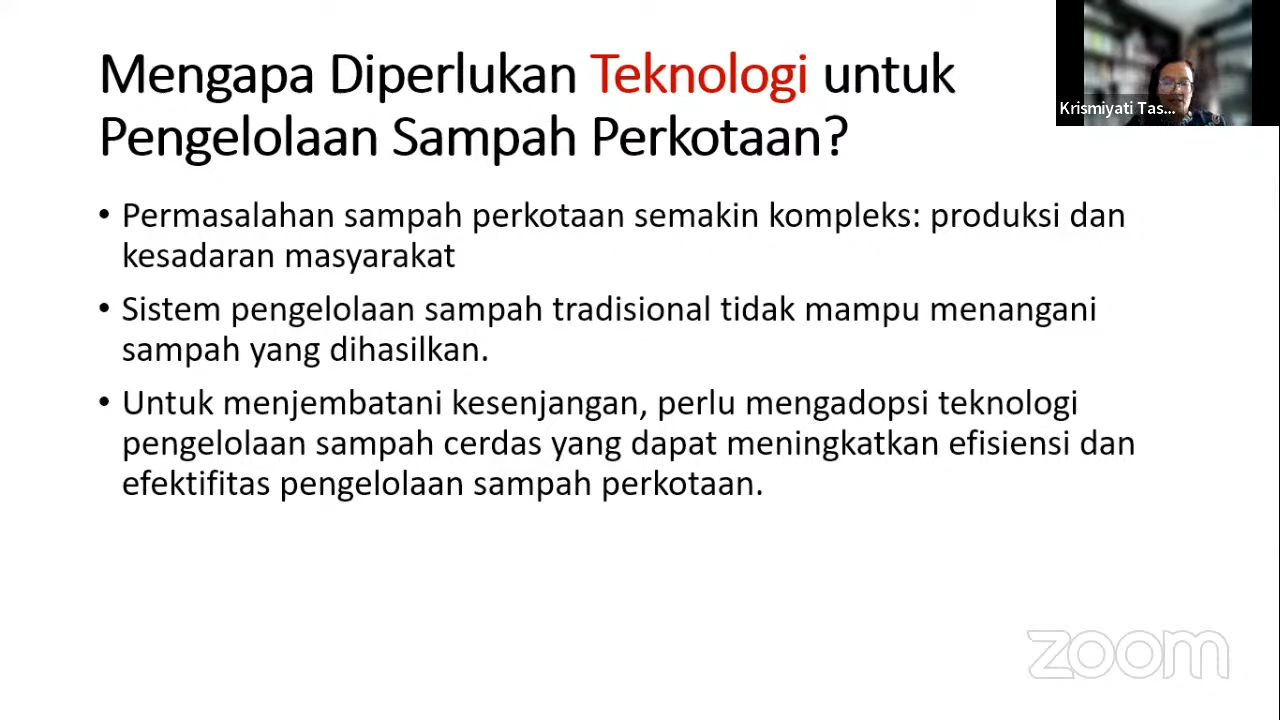 Mengapa Diperlukan Teknologi untuk
Pengelolaan Sampah Perkotaan?
Krismiyati Tas...
• Permasalahan sampah perkotaan semakin kompleks: produksi dan
kesadaran masyarakat
• Sistem pengelolaan sampah tradisional tidak mampu menangani
sampah yang dihasilkan.
• Untuk menjembatani kesenjangan, perlu mengadopsi teknologi
pengelolaan sampah cerdas yang dapat meningkatkan efisiensi dan
efektifitas pengelolaan sampah perkotaan.
zoom